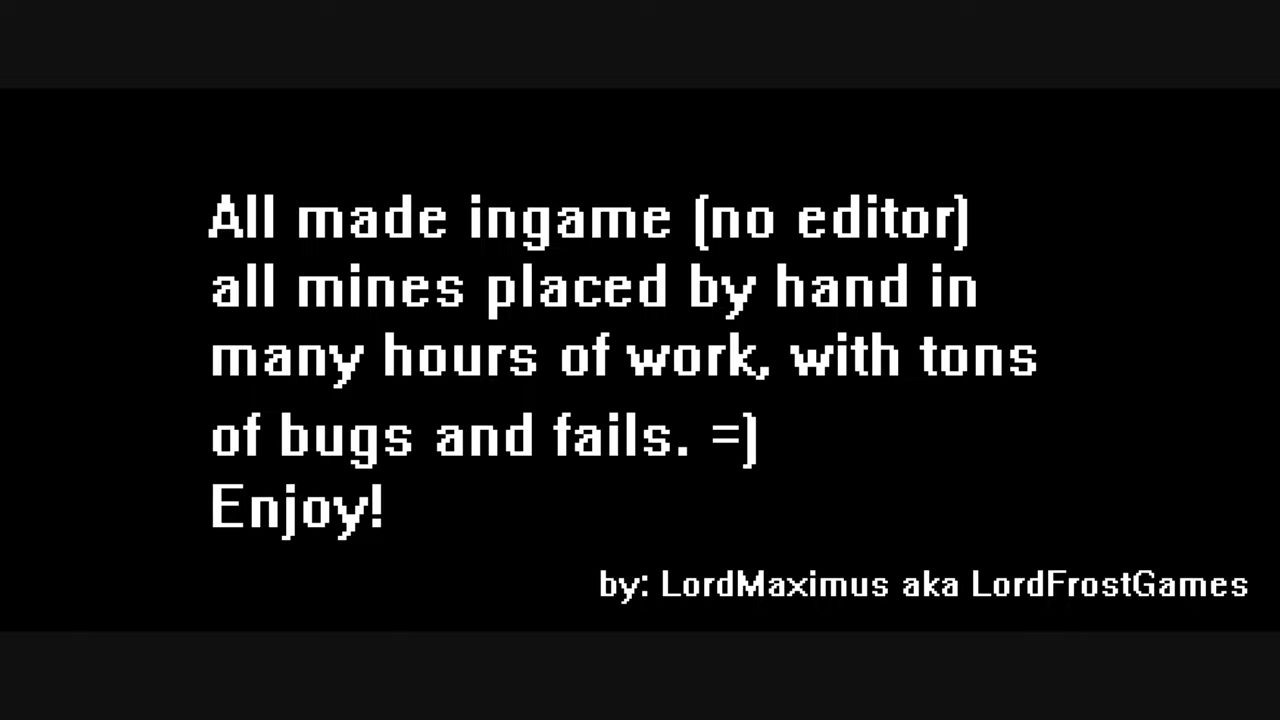 All made ingame (no editor)
all mines placed by hand in
many hours of work, with tons
of bugs and fails. =)
Enjoy!
by: LordMaximus aka LordFrostGames